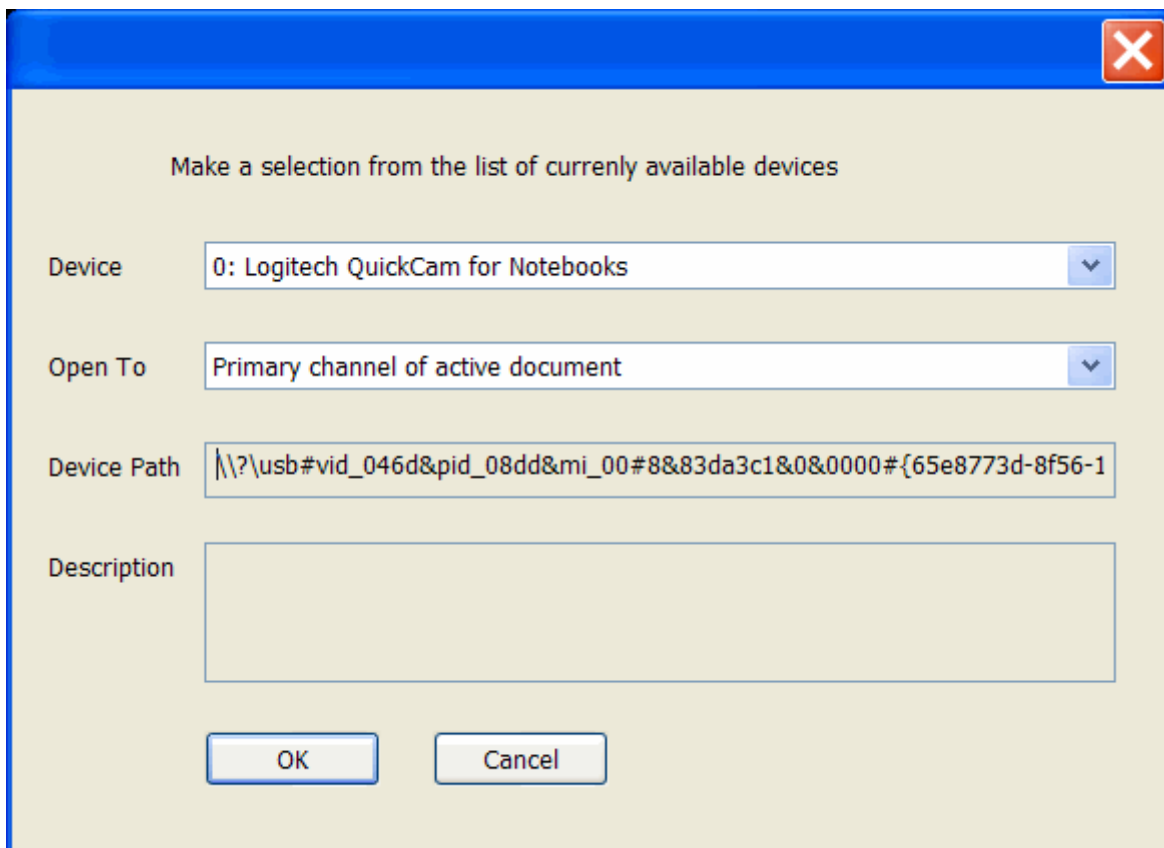 Make a selection from the list of currenly available devices
Device
0: Logitech QuickCam for Notebooks
Open To
Primary channel of active document
Device Path
\\?\usb#vid_046d&pid_08dd&mi_00#8&83da3c1&0&0000#{65e8773d-8f56-1
Description
OK
Cancel